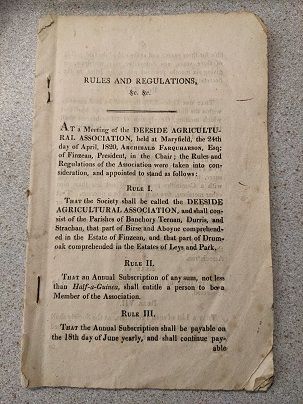 RULES AND REGULATIONS,
&c. &c.
AT a Meeting of the DEESIDE AGRICULTU-
RAL ASSOCIATION, held at Maryfield, the 24th
day of April, 1820, ARCHIBALD FARQUHARSON, Esq;
of Finzean, President, in the Chair; the Rules and
Regulations of the Association were taken into con-
sideration, and appointed to stand as follows:
RULE I.
THAT the Society shall be called the DEESIDE
AGRICULTURAL ASSOCIATION, and shall con-
sist of the Parishes of Banchory Ternan, Durris, and
Strachan, that part of Birse and Aboyne comprehend-
ed in the Estate of Finzean, and that part of Drum-
oak comprehended in the Estates of Leys and Park.
RULE II.
THAT an Annual Subscription of any sum, not less
than Half-a-Guinea, shall entitle a person to be a
Member of the Association.
RULE III.
THAT the Annual Subscription shall be payable
on the 18th day of June yearly, and shall continue pay-
able